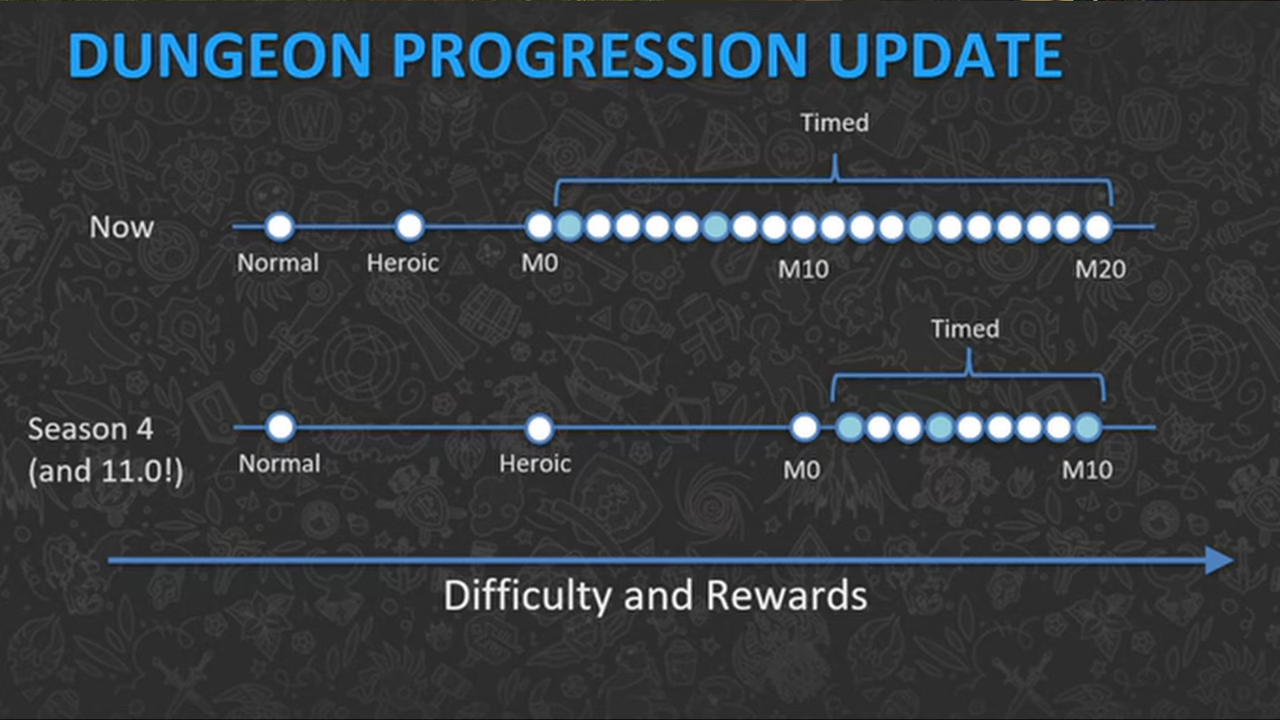 DUNGEON PROGRESSION UPDATE
Timed
Now
Normal
Heroic
M0
M10
M20
Timed
Season 4
(and 11.0!)
Normal
Heroic
M0
M10
Difficulty and Rewards